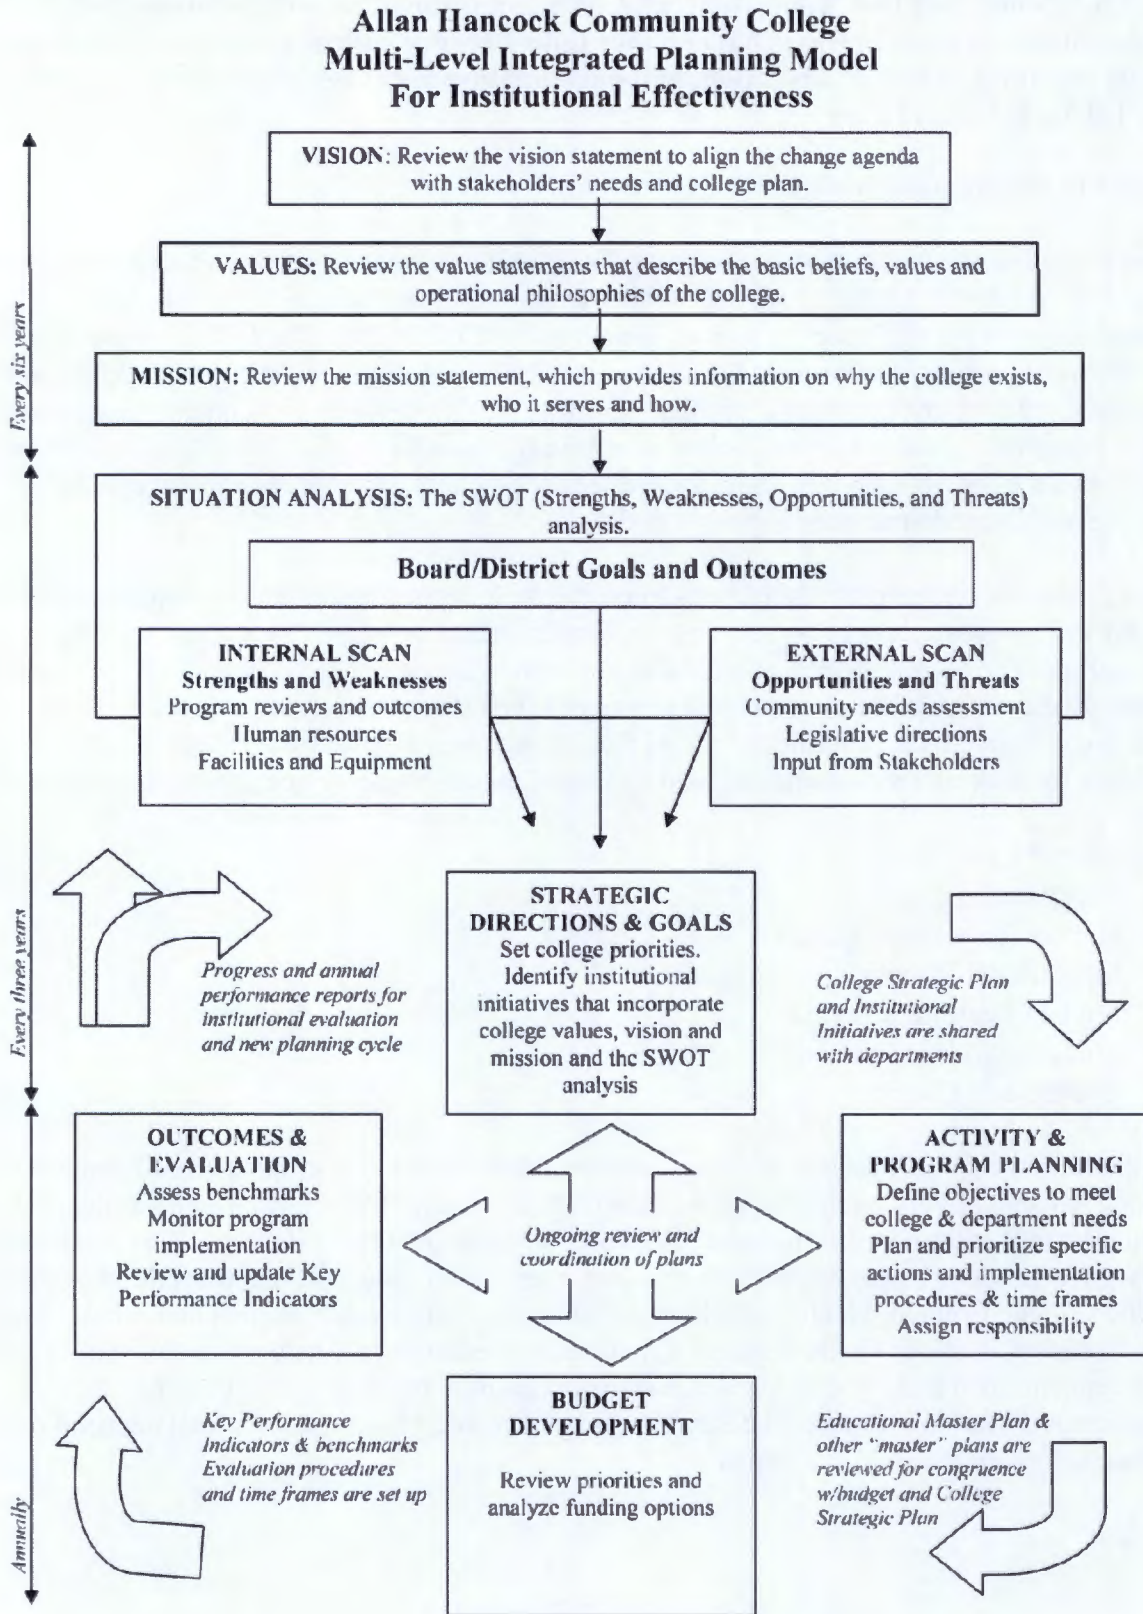 Allan Hancock Community College
Multi-Level Integrated Planning Model
For Institutional Effectiveness
VISION: Review the vision statement to align the change agenda
with stakeholders' needs and college plan.
VALUES: Review the value statements that describe the basic beliefs, values and
operational philosophies of the college.
MISSION: Review the mission statement, which provides information on why the college exists,
who it serves and how.
Every six years
SITUATION ANALYSIS: The SWOT (Strengths, Weaknesses, Opportunities, and Threats)
analysis.
Board/District Goals and Outcomes
INTERNAL SCAN
Strengths and Weaknesses
Program reviews and outcomes
Human resources
Facilities and Equipment
EXTERNAL SCAN
Opportunities and Threats
Community needs assessment
Legislative directions
Input from Stakeholders
Every three years
Progress and annual
performance reports for
institutional evaluation
and new planning cycle
STRATEGIC
DIRECTIONS & GOALS
Set college priorities.
Identify institutional
initiatives that incorporate
college values, vision and
mission and the SWOT
analysis
College Strategic Plan
and Institutional
Initiatives are shared
with departments
OUTCOMES &
EVALUATION
Assess benchmarks
Monitor program
implementation
Review and update Key
Performance Indicators
Ongoing review and
coordination of plans
ACTIVITY &
PROGRAM PLANNING
Define objectives to meet
college & department needs
Plan and prioritize specific
actions and implementation
procedures & time frames
Assign responsibility
Annually
Key Performance
Indicators & benchmarks
Evaluation procedures
and time frames are set up
BUDGET
DEVELOPMENT
Review priorities and
analyze funding options
Educational Master Plan &
other "master" plans are
reviewed for congruence
w/budget and College
Strategic Plan